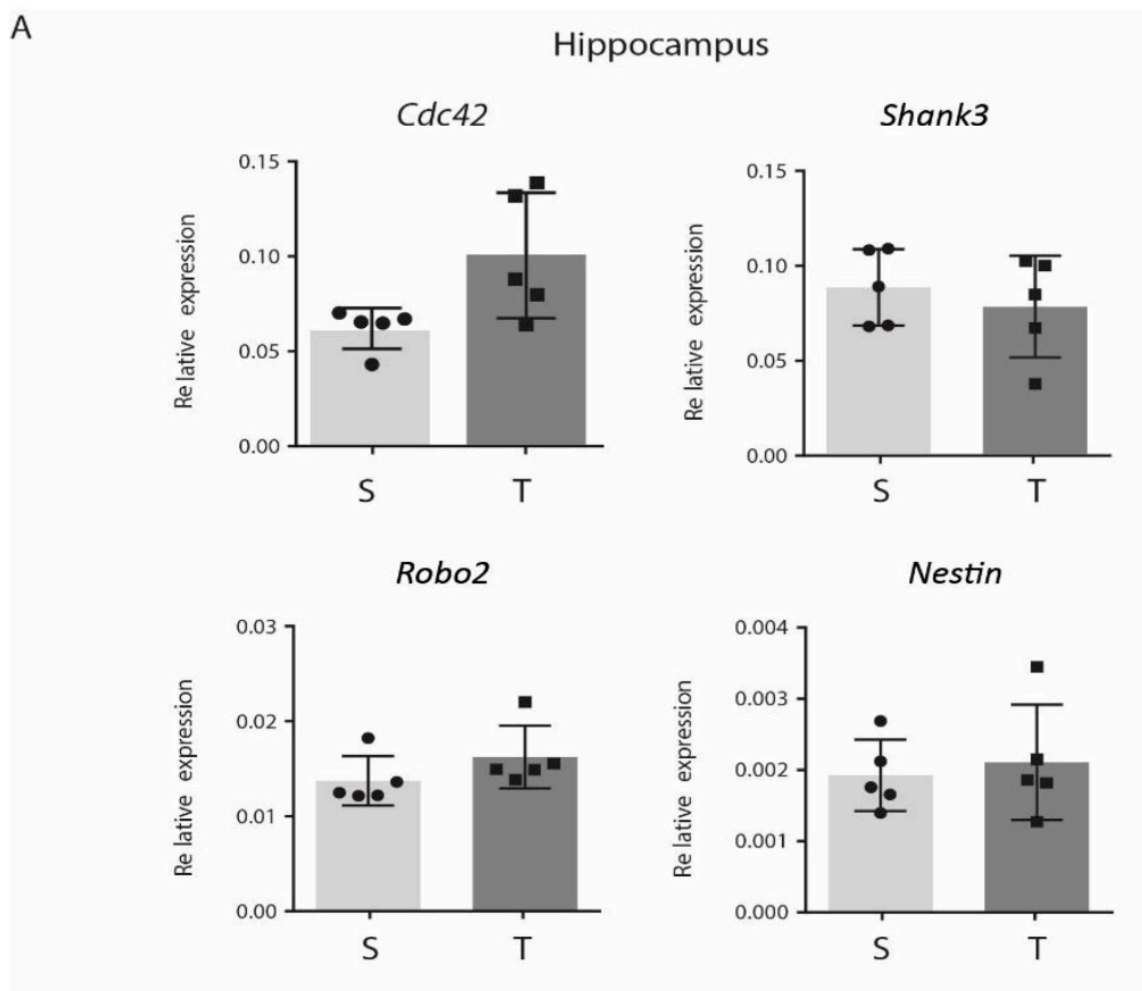 A
Hippocampus
Cdc42
0.15
0.10
0.05
0.00
Re lative expression
S T
Shank3
0.15
0.10
0.05
0.00
Re lative expression
S T
Robo2
0.03
0.02
0.01
0.00
Re lative expression
S T
Nestin
0.004
0.003
0.002
0.001
0.000
Re lative expression
S T